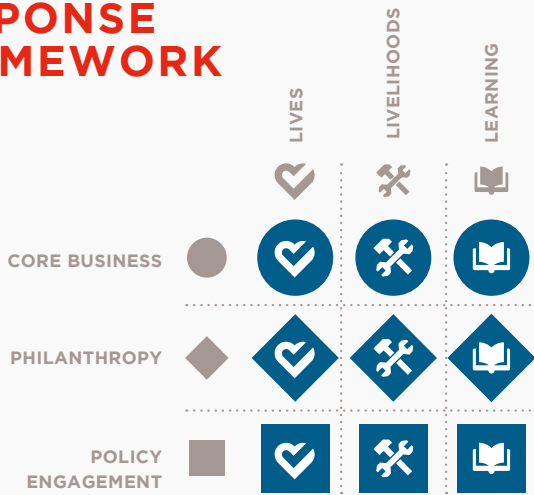 PONSE
MEWORK
LIVES
LIVELIHOODS
LEARNING
CORE BUSINESS
PHILANTHROPY
POLICY
ENGAGEMENT